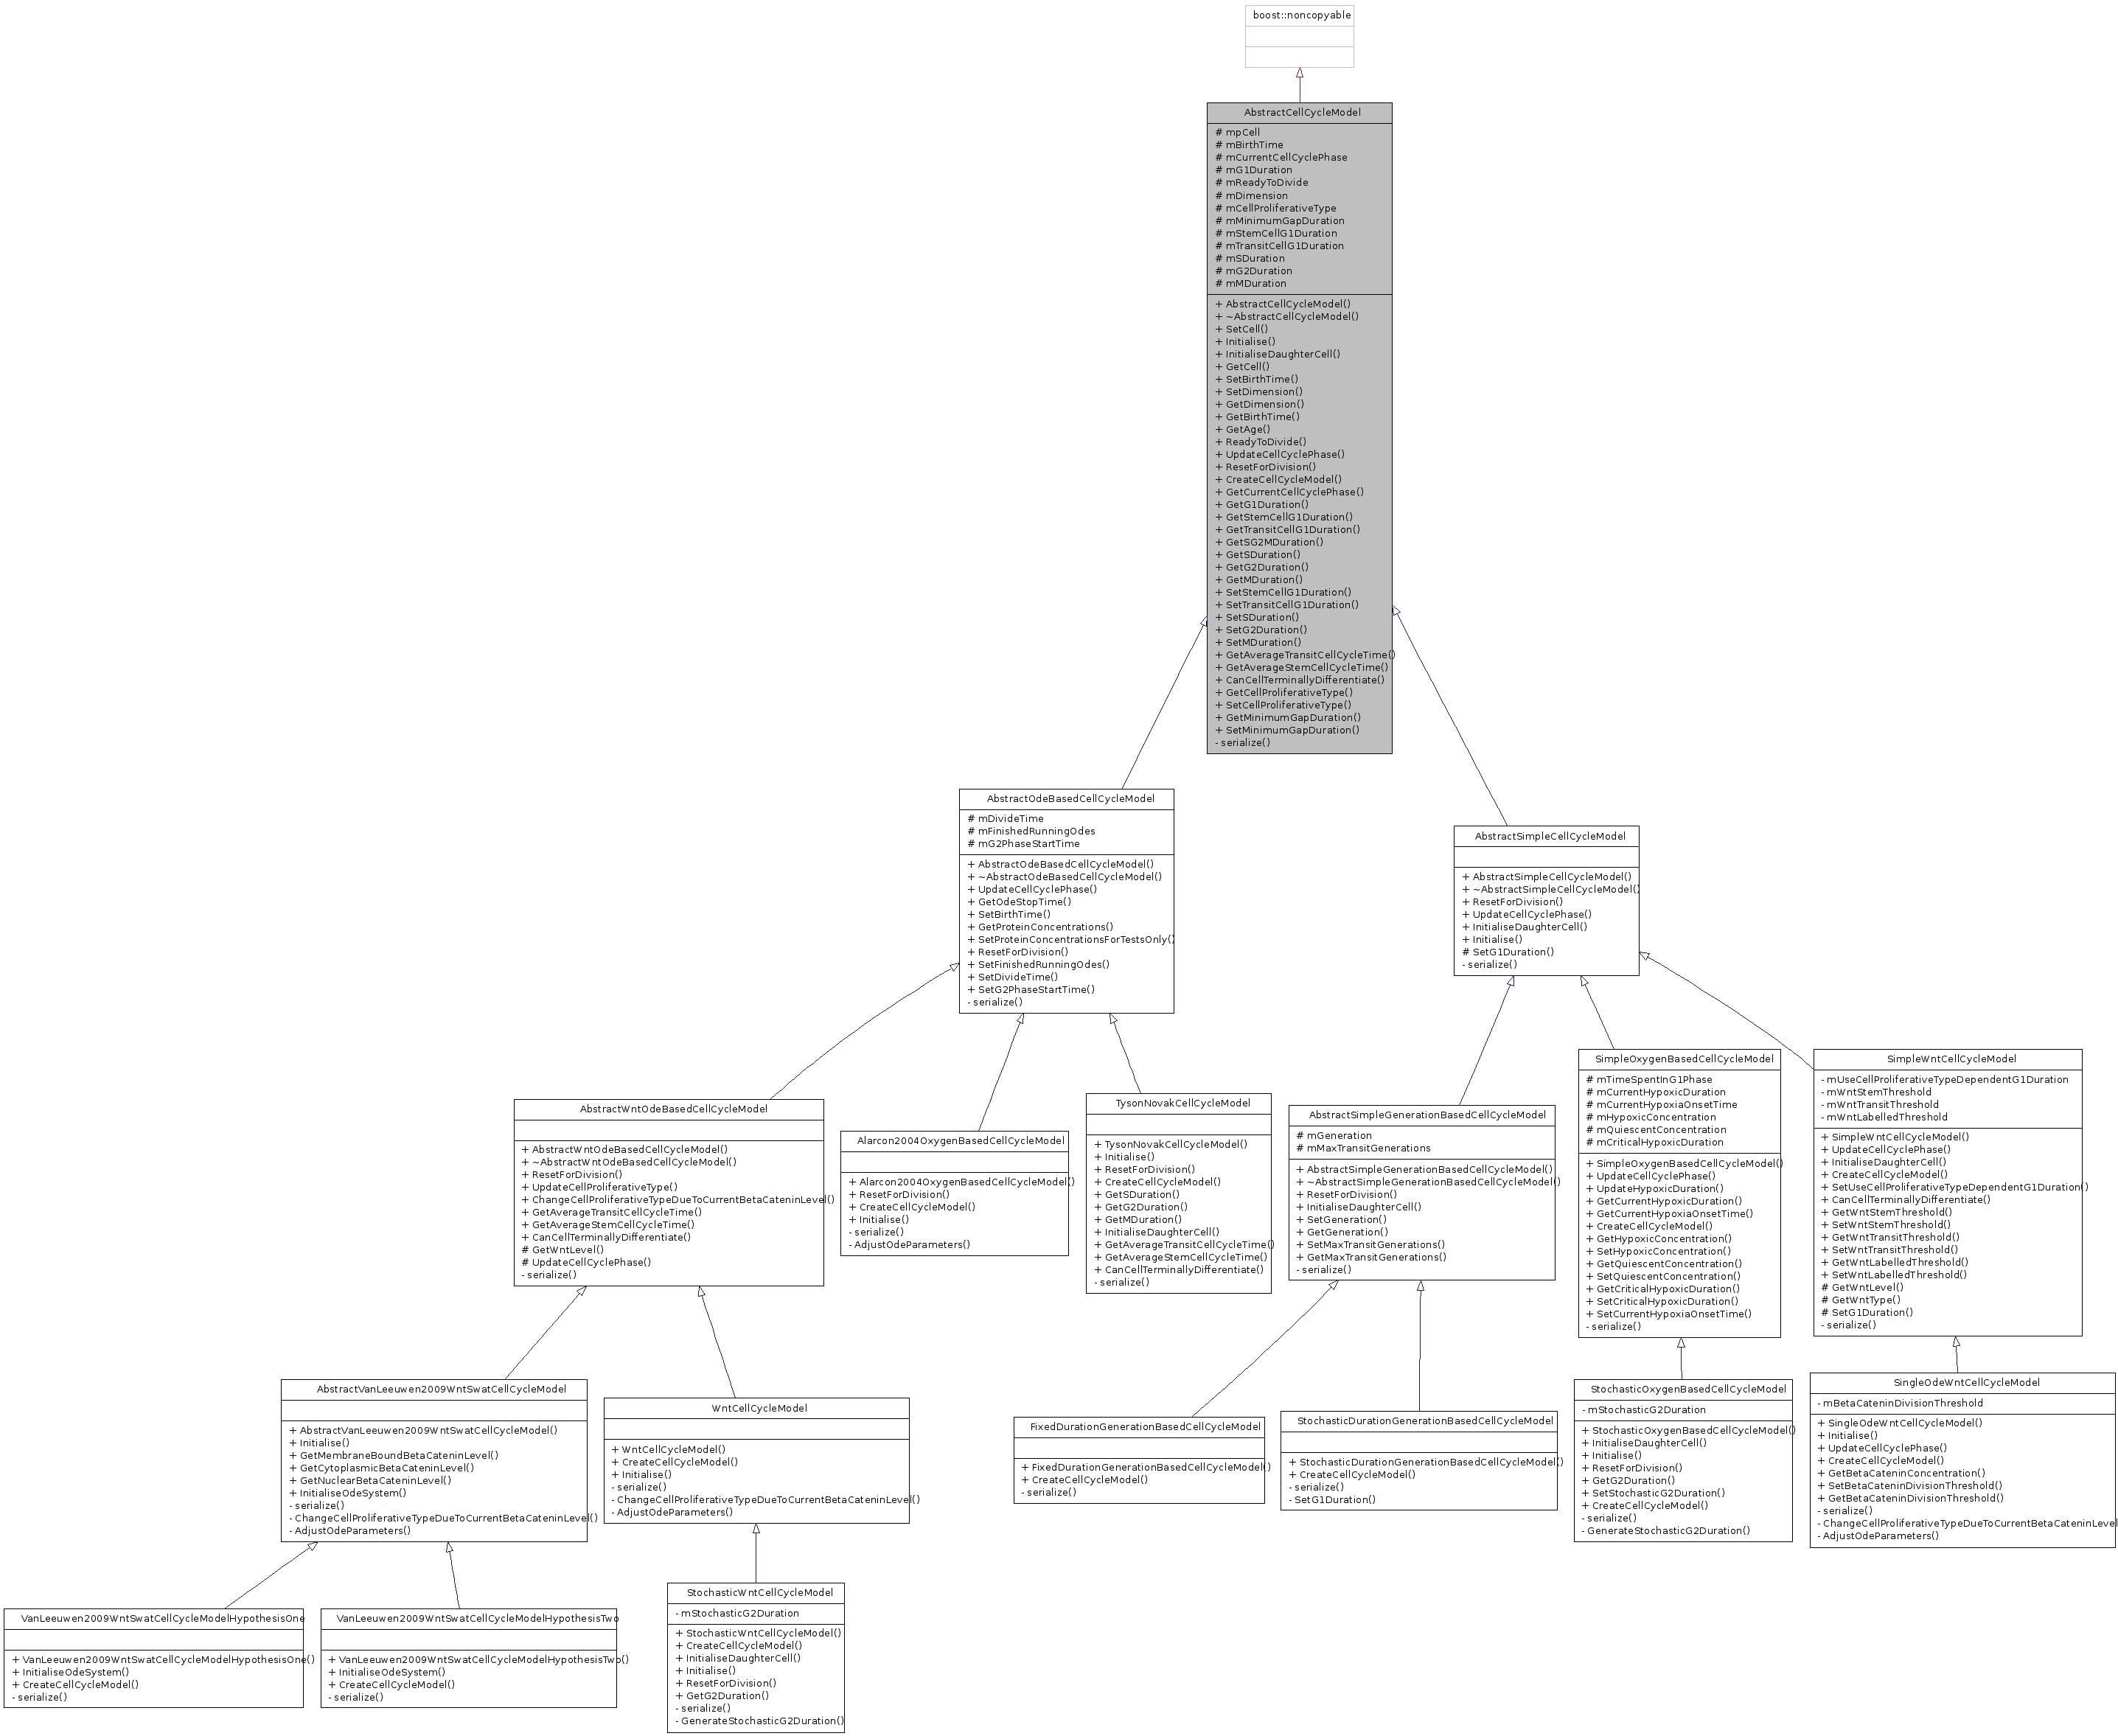 boost::noncopyable
AbstractCellCycleModel
# mpCell
# mBirthTime
# mCurrentCellCyclePhase
# mG1Duration
# mReadyToDivide
# mDimension
# mCellProliferativeType
# mMinimumGapDuration
# mStemCellG1Duration
# mTransitCellG1Duration
# mSDuration
# mG2Duration
# mMDuration
+ AbstractCellCycleModel()
+ ~AbstractCellCycleModel()
+ SetCell()
+ Initialise()
+ InitialiseDaughterCell()
+ GetCell()
+ SetBirthTime()
+ SetDimension()
+ GetDimension()
+ GetBirthTime()
+ GetAge()
+ ReadyToDivide()
+ UpdateCellCyclePhase()
+ ResetForDivision()
+ CreateCellCycleModel()
+ GetCurrentCellCyclePhase()
+ GetG1Duration()
+ GetStemCellG1Duration()
+ GetTransitCellG1Duration()
+ GetSG2MDuration()
+ GetSDuration()
+ GetG2Duration()
+ GetMDuration()
+ SetStemCellG1Duration()
+ SetTransitCellG1Duration()
+ SetSDuration()
+ SetG2Duration()
+ SetMDuration()
+ GetAverageTransitCellCycleTime()
+ GetAverageStemCellCycleTime()
+ CanCellTerminallyDifferentiate()
+ GetCellProliferativeType()
+ SetCellProliferativeType()
+ GetMinimumGapDuration()
+ SetMinimumGapDuration()
- serialize()
AbstractOdeBasedCellCycleModel
# mDivideTime
# mFinishedRunningOdes
# mG2PhaseStartTime
+ AbstractOdeBasedCellCycleModel()
+ ~AbstractOdeBasedCellCycleModel()
+ UpdateCellCyclePhase()
+ GetOdeStopTime()
+ SetBirthTime()
+ GetProteinConcentrations()
+ SetProteinConcentrationsForTestsOnly()
+ ResetForDivision()
+ SetFinishedRunningOdes()
+ SetDivideTime()
+ SetG2PhaseStartTime()
- serialize()
AbstractSimpleCellCycleModel
+ AbstractSimpleCellCycleModel()
+ ~AbstractSimpleCellCycleModel()
+ ResetForDivision()
+ UpdateCellCyclePhase()
+ InitialiseDaughterCell()
+ Initialise()
# SetG1Duration()
- serialize()
AbstractWntOdeBasedCellCycleModel
+ AbstractWntOdeBasedCellCycleModel()
+ ~AbstractWntOdeBasedCellCycleModel()
+ ResetForDivision()
+ UpdateCellProliferativeType()
+ ChangeCellProliferativeTypeDueToCurrentBetaCateninLevel()
+ GetAverageTransitCellCycleTime()
+ GetAverageStemCellCycleTime()
+ CanCellTerminallyDifferentiate()
# GetWntLevel()
# UpdateCellCyclePhase()
- serialize()
Alarcon2004OxygenBasedCellCycleModel
+ Alarcon2004OxygenBasedCellCycleModel()
+ ResetForDivision()
+ CreateCellCycleModel()
+ Initialise()
- serialize()
- AdjustOdeParameters()
TysonNovakCellCycleModel
+ TysonNovakCellCycleModel()
+ Initialise()
+ ResetForDivision()
+ CreateCellCycleModel()
+ GetSDuration()
+ GetG2Duration()
+ GetMDuration()
+ InitialiseDaughterCell()
+ GetAverageTransitCellCycleTime()
+ GetAverageStemCellCycleTime()
+ CanCellTerminallyDifferentiate()
- serialize()
AbstractSimpleGenerationBasedCellCycleModel
# mGeneration
# mMaxTransitGenerations
+ AbstractSimpleGenerationBasedCellCycleModel()
+ ~AbstractSimpleGenerationBasedCellCycleModel()
+ ResetForDivision()
+ InitialiseDaughterCell()
+ SetGeneration()
+ GetGeneration()
+ SetMaxTransitGenerations()
+ GetMaxTransitGenerations()
- serialize()
SimpleOxygenBasedCellCycleModel
# mTimeSpentInG1Phase
# mCurrentHypoxicDuration
# mCurrentHypoxiaOnsetTime
# mHypoxicConcentration
# mQuiescentConcentration
# mCriticalHypoxicDuration
+ SimpleOxygenBasedCellCycleModel()
+ UpdateCellCyclePhase()
+ UpdateHypoxicDuration()
+ GetCurrentHypoxicDuration()
+ GetCurrentHypoxiaOnsetTime()
+ CreateCellCycleModel()
+ GetHypoxicConcentration()
+ SetHypoxicConcentration()
+ GetQuiescentConcentration()
+ SetQuiescentConcentration()
+ GetCriticalHypoxicDuration()
+ SetCriticalHypoxicDuration()
+ SetCurrentHypoxiaOnsetTime()
- serialize()
SimpleWntCellCycleModel
- mUseCellProliferativeTypeDependentG1Duration
- mWntStemThreshold
- mWntTransitThreshold
- mWntLabelledThreshold
+ SimpleWntCellCycleModel()
+ UpdateCellCyclePhase()
+ InitialiseDaughterCell()
+ CreateCellCycleModel()
+ SetUseCellProliferativeTypeDependentG1Duration()
+ CanCellTerminallyDifferentiate()
+ GetWntStemThreshold()
+ SetWntStemThreshold()
+ GetWntTransitThreshold()
+ SetWntTransitThreshold()
+ GetWntLabelledThreshold()
+ SetWntLabelledThreshold()
# GetWntLevel()
# GetWntType()
# SetG1Duration()
- serialize()
AbstractVanLeeuwen2009WntSwatCellCycleModel
+ AbstractVanLeeuwen2009WntSwatCellCycleModel()
+ Initialise()
+ GetMembraneBoundBetaCateninLevel()
+ GetCytoplasmicBetaCateninLevel()
+ GetNuclearBetaCateninLevel()
+ InitialiseOdeSystem()
- serialize()
- ChangeCellProliferativeTypeDueToCurrentBetaCateninLevel()
- AdjustOdeParameters()
WntCellCycleModel
+ WntCellCycleModel()
+ CreateCellCycleModel()
+ Initialise()
- serialize()
- ChangeCellProliferativeTypeDueToCurrentBetaCateninLevel()
- AdjustOdeParameters()
FixedDurationGenerationBasedCellCycleModel
+ FixedDurationGenerationBasedCellCycleModel()
+ CreateCellCycleModel()
- serialize()
StochasticDurationGenerationBasedCellCycleModel
+ StochasticDurationGenerationBasedCellCycleModel()
+ CreateCellCycleModel()
- serialize()
- SetG1Duration()
StochasticOxygenBasedCellCycleModel
- mStochasticG2Duration
+ StochasticOxygenBasedCellCycleModel()
+ InitialiseDaughterCell()
+ Initialise()
+ ResetForDivision()
+ GetG2Duration()
+ SetStochasticG2Duration()
+ CreateCellCycleModel()
- serialize()
- GenerateStochasticG2Duration()
SingleOdeWntCellCycleModel
- mBetaCateninDivisionThreshold
+ SingleOdeWntCellCycleModel()
+ Initialise()
+ UpdateCellCyclePhase()
+ CreateCellCycleModel()
+ GetBetaCateninConcentration()
+ SetBetaCateninDivisionThreshold()
+ GetBetaCateninDivisionThreshold()
- serialize()
- ChangeCellProliferativeTypeDueToCurrentBetaCateninLevel
- AdjustOdeParameters()
VanLeeuwen2009WntSwatCellCycleModelHypothesisOne
+ VanLeeuwen2009WntSwatCellCycleModelHypothesisOne()
+ InitialiseOdeSystem()
+ CreateCellCycleModel()
- serialize()
VanLeeuwen2009WntSwatCellCycleModelHypothesisTwo
+ VanLeeuwen2009WntSwatCellCycleModelHypothesisTwo()
+ InitialiseOdeSystem()
+ CreateCellCycleModel()
- serialize()
StochasticWntCellCycleModel
- mStochasticG2Duration
+ StochasticWntCellCycleModel()
+ CreateCellCycleModel()
+ InitialiseDaughterCell()
+ Initialise()
+ ResetForDivision()
+ GetG2Duration()
- serialize()
- GenerateStochasticG2Duration()